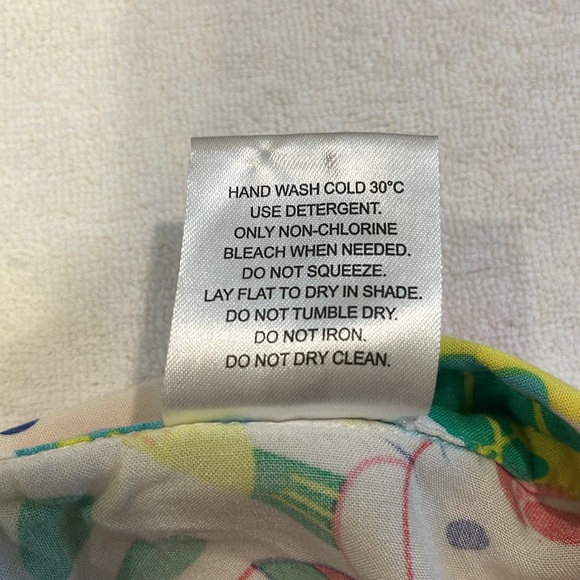 HAND WASH COLD 30°C
USE DETERGENT.
ONLY NON-CHLORINE
BLEACH WHEN NEEDED.
DO NOT SQUEEZE.
LAY FLAT TO DRY IN SHADE.
DO NOT TUMBLE DRY.
DO NOT IRON.
DO NOT DRY CLEAN.